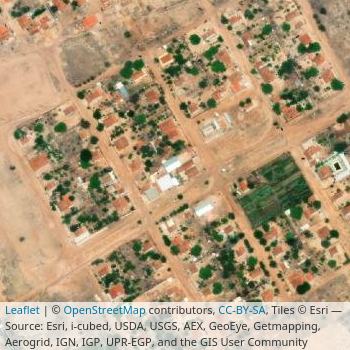 Leaflet | © OpenStreetMap contributors, CC-BY-SA, Tiles © Esri —
Source: Esri, i-cubed, USDA, USGS, AEX, GeoEye, Getmapping,
Aerogrid, IGN, IGP, UPR-EGP, and the GIS User Community